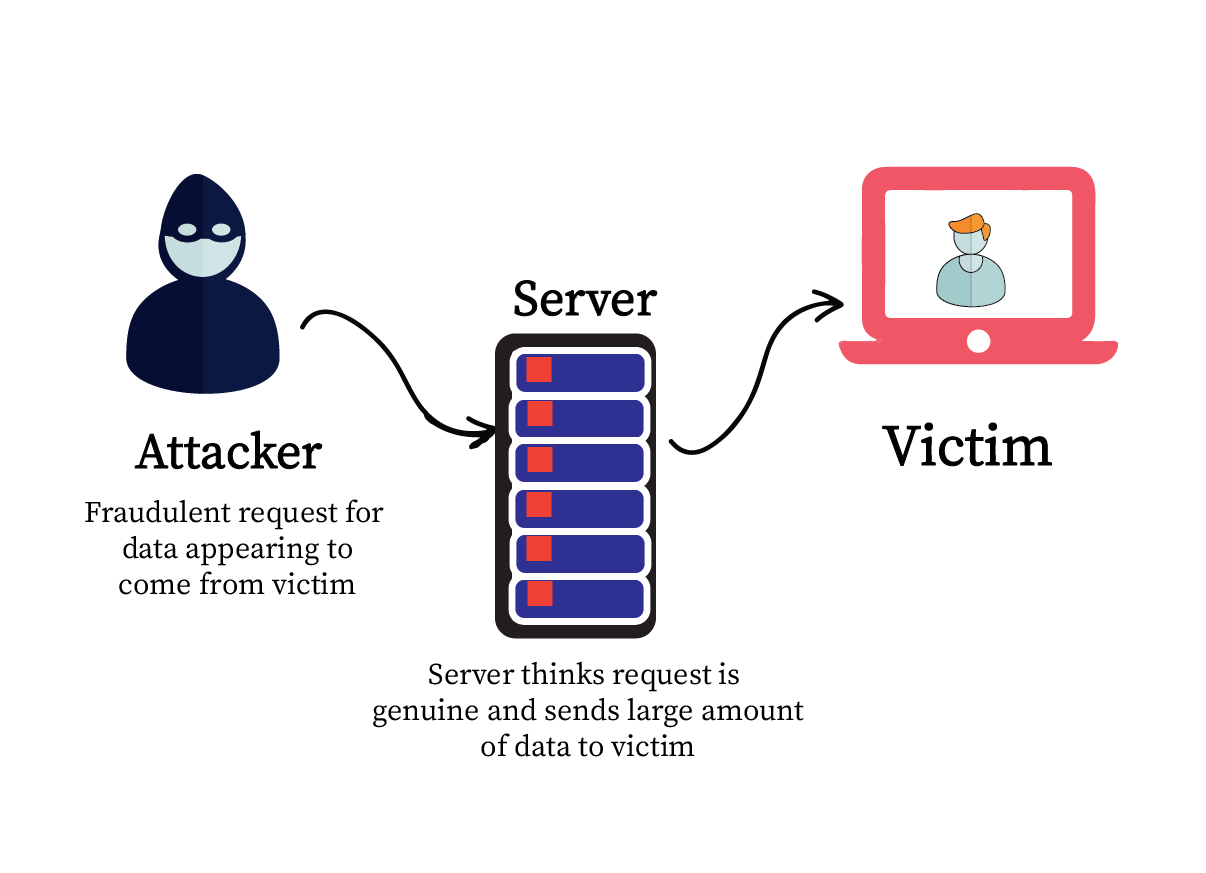 Server
Attacker
Fraudulent request for
data appearing to
come from victim
Victim
Server thinks request is
genuine and sends large amount
of data to victim